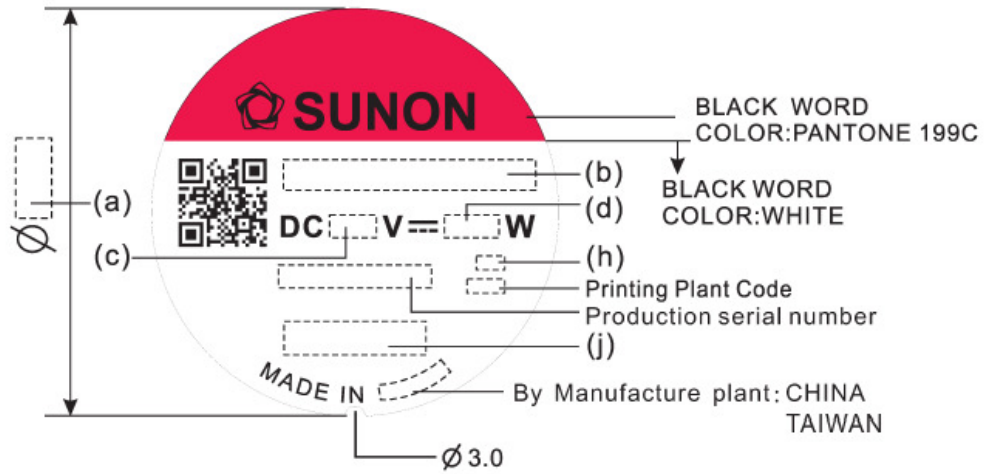 SUNON
BLACK WORD
COLOR:PANTONE 199C
BLACK WORD
COLOR:WHITE
(a)
Ø
(b)
DC V W
(d)
(c)
(h)
Printing Plant Code
Production serial number
(j)
MADE IN
By Manufacture plant: CHINA
TAIWAN
Ø 3.0